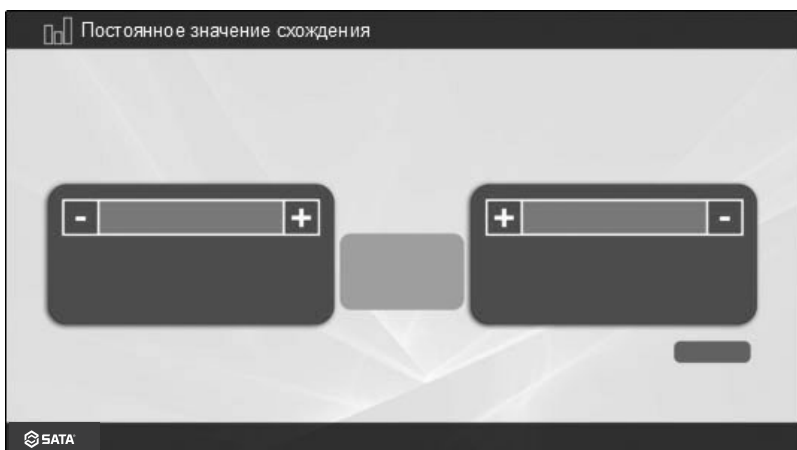 Постоянное значение схождения
- +
+ -
SATA